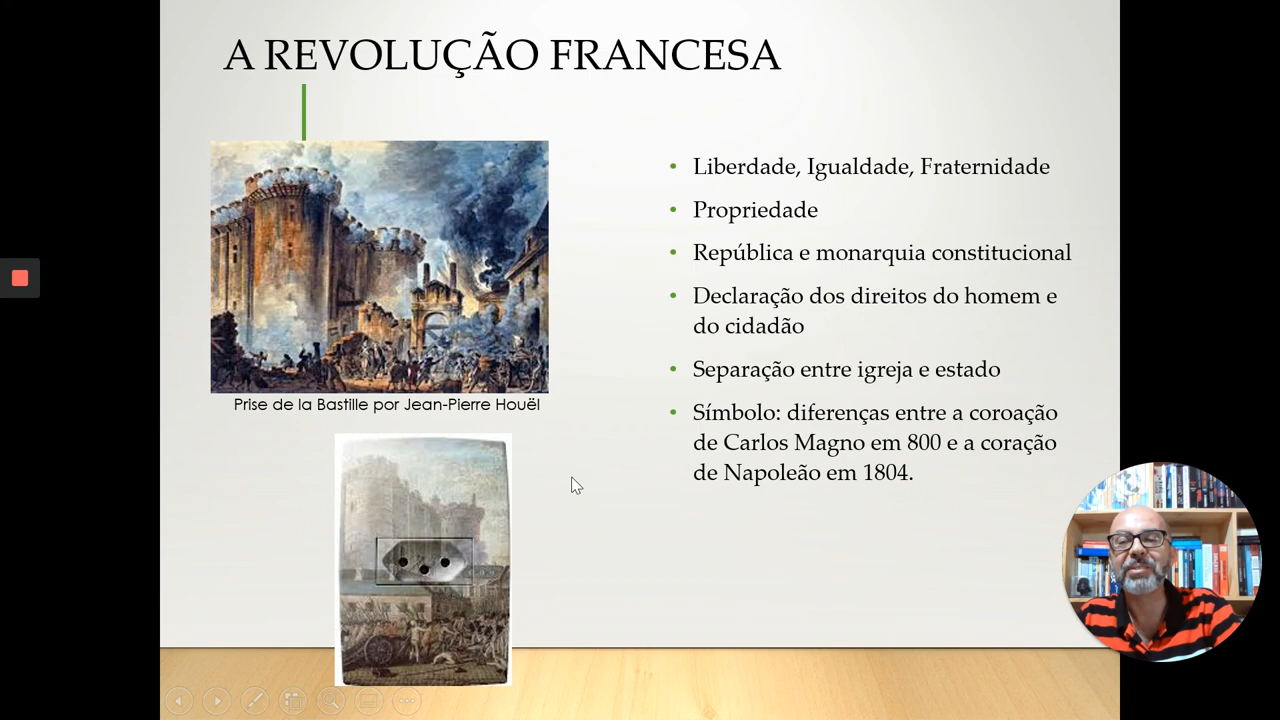 A REVOLUÇÃO FRANCESA
Prise de la Bastille por Jean-Pierre Houël
Liberdade, Igualdade, Fraternidade
Propriedade
República e monarquia constitucional
Declaração dos direitos do homem e
do cidadão
Separação entre igreja e estado
Símbolo: diferenças entre a coroação
de Carlos Magno em 800 e a coração
de Napoleão em 1804.